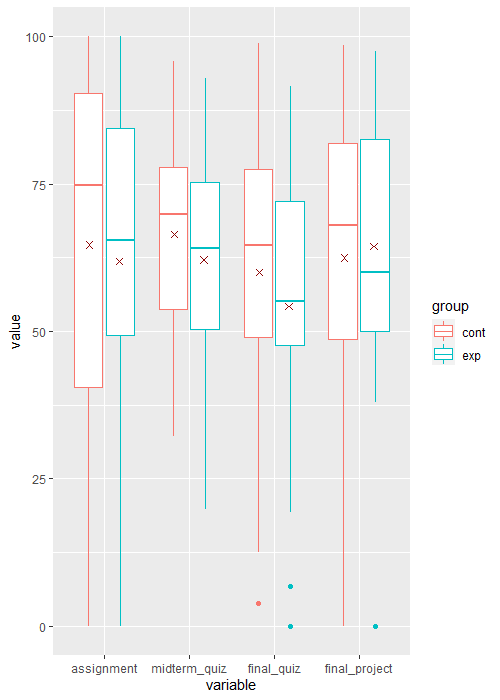 100
75
50
25
0
value
assignment midterm_quiz final_quiz final_project
variable
group
cont
exp